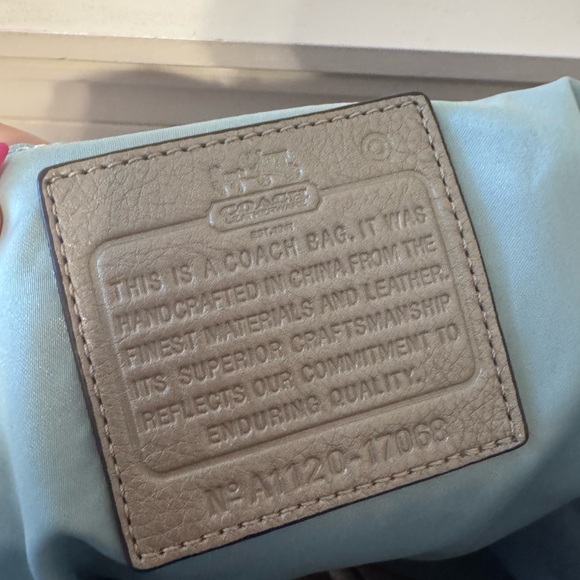 COACH
LEATHERWARE
EST. 1941
THIS IS A COACH BAG. IT WAS
HANDCRAFTED IN CHINA FROM THE
FINEST MATERIALS AND LEATHER.
ITS SUPERIOR CRAFTSMANSHIP
REFLECTS OUR COMMITMENT TO
ENDURING QUALITY.
Nº A1120-17068